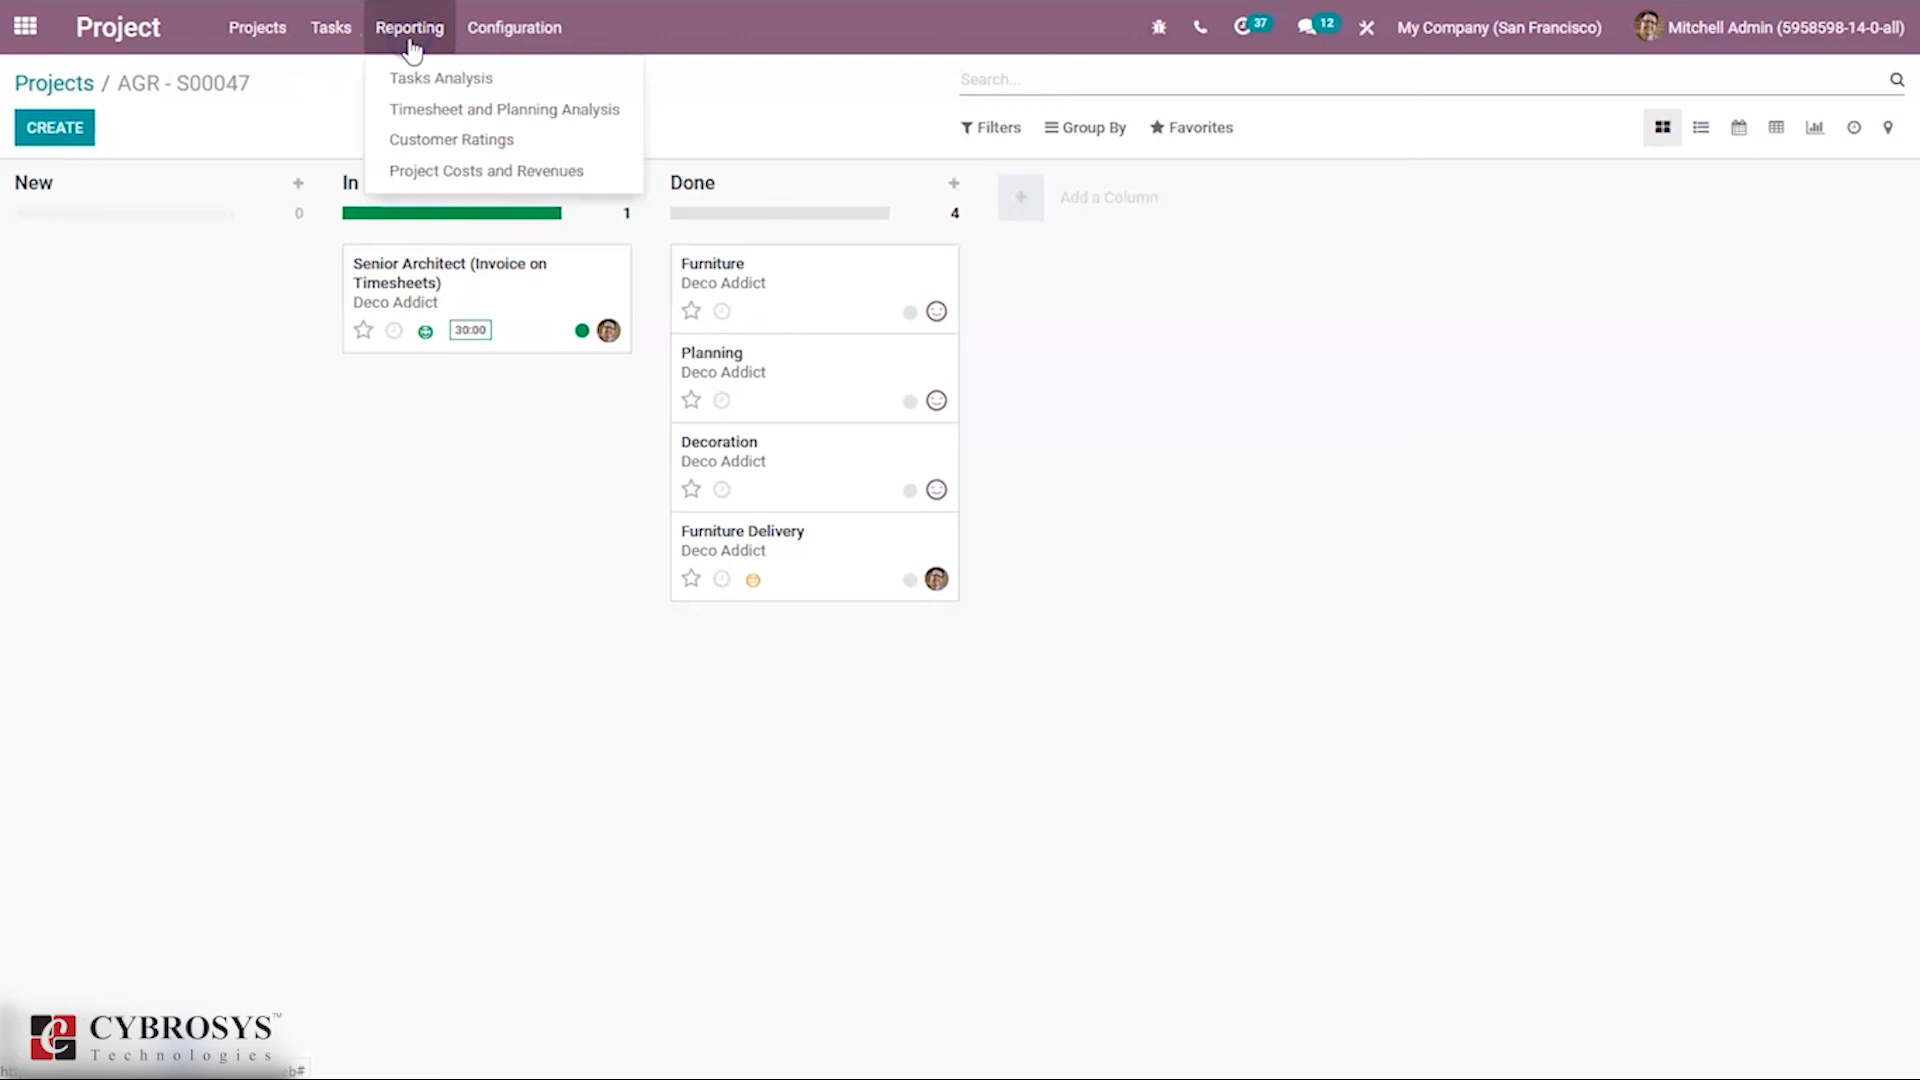 Project
Projects
Tasks
Reporting
Configuration
37
12
My Company (San Francisco)
Mitchell Admin (5958598-14-0-all)
Projects / AGR - S00047
Tasks Analysis
Timesheet and Planning Analysis
Customer Ratings
Project Costs and Revenues
Search...
CREATE
Filters
Group By
Favorites
New
0
In
1
Done
4
Add a Column
Senior Architect (Invoice on
Timesheets)
Deco Addict
30:00
Furniture
Deco Addict
Planning
Deco Addict
Decoration
Deco Addict
Furniture Delivery
Deco Addict
CYBROSYS™
Technologies
eb#